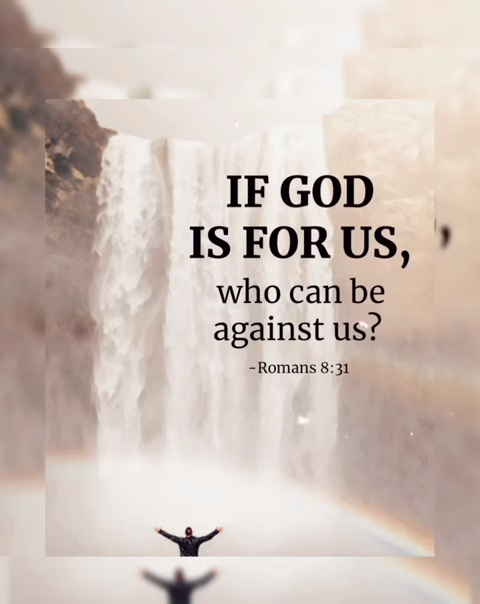 IF GOD
IS FOR US,
who can be
against us?
-Romans 8:31